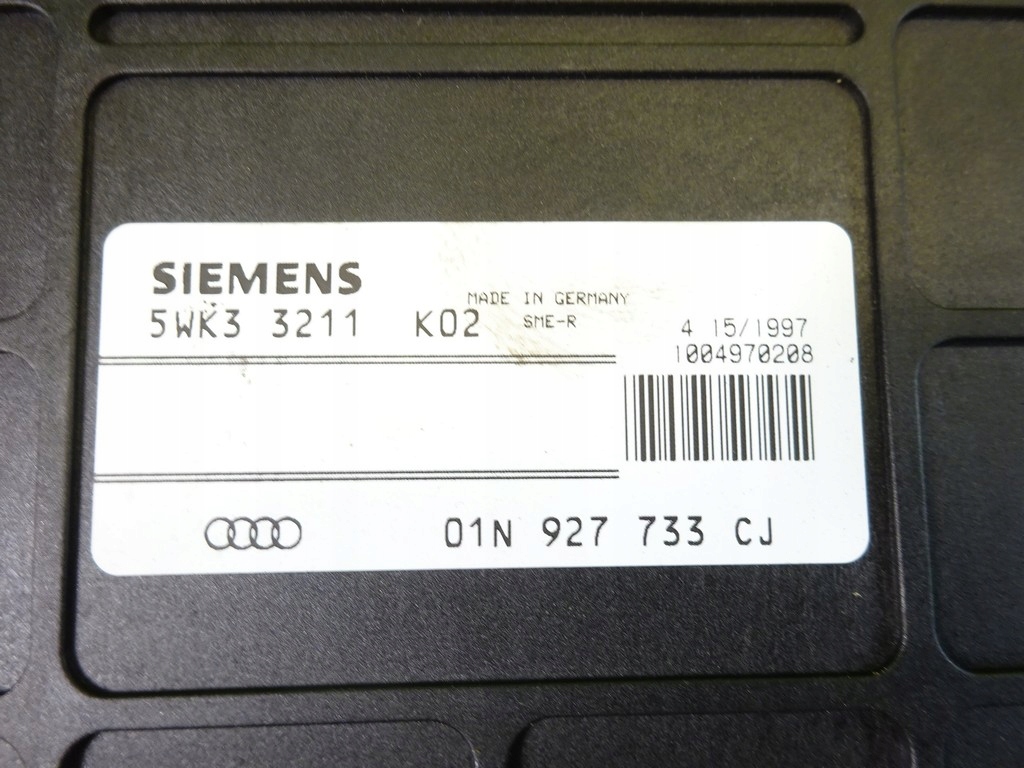 SIEMENS
MADE IN GERMANY
5WK3 3211 K02 SME-R
4 15/1997
1004970208
01N 927 733 CJ